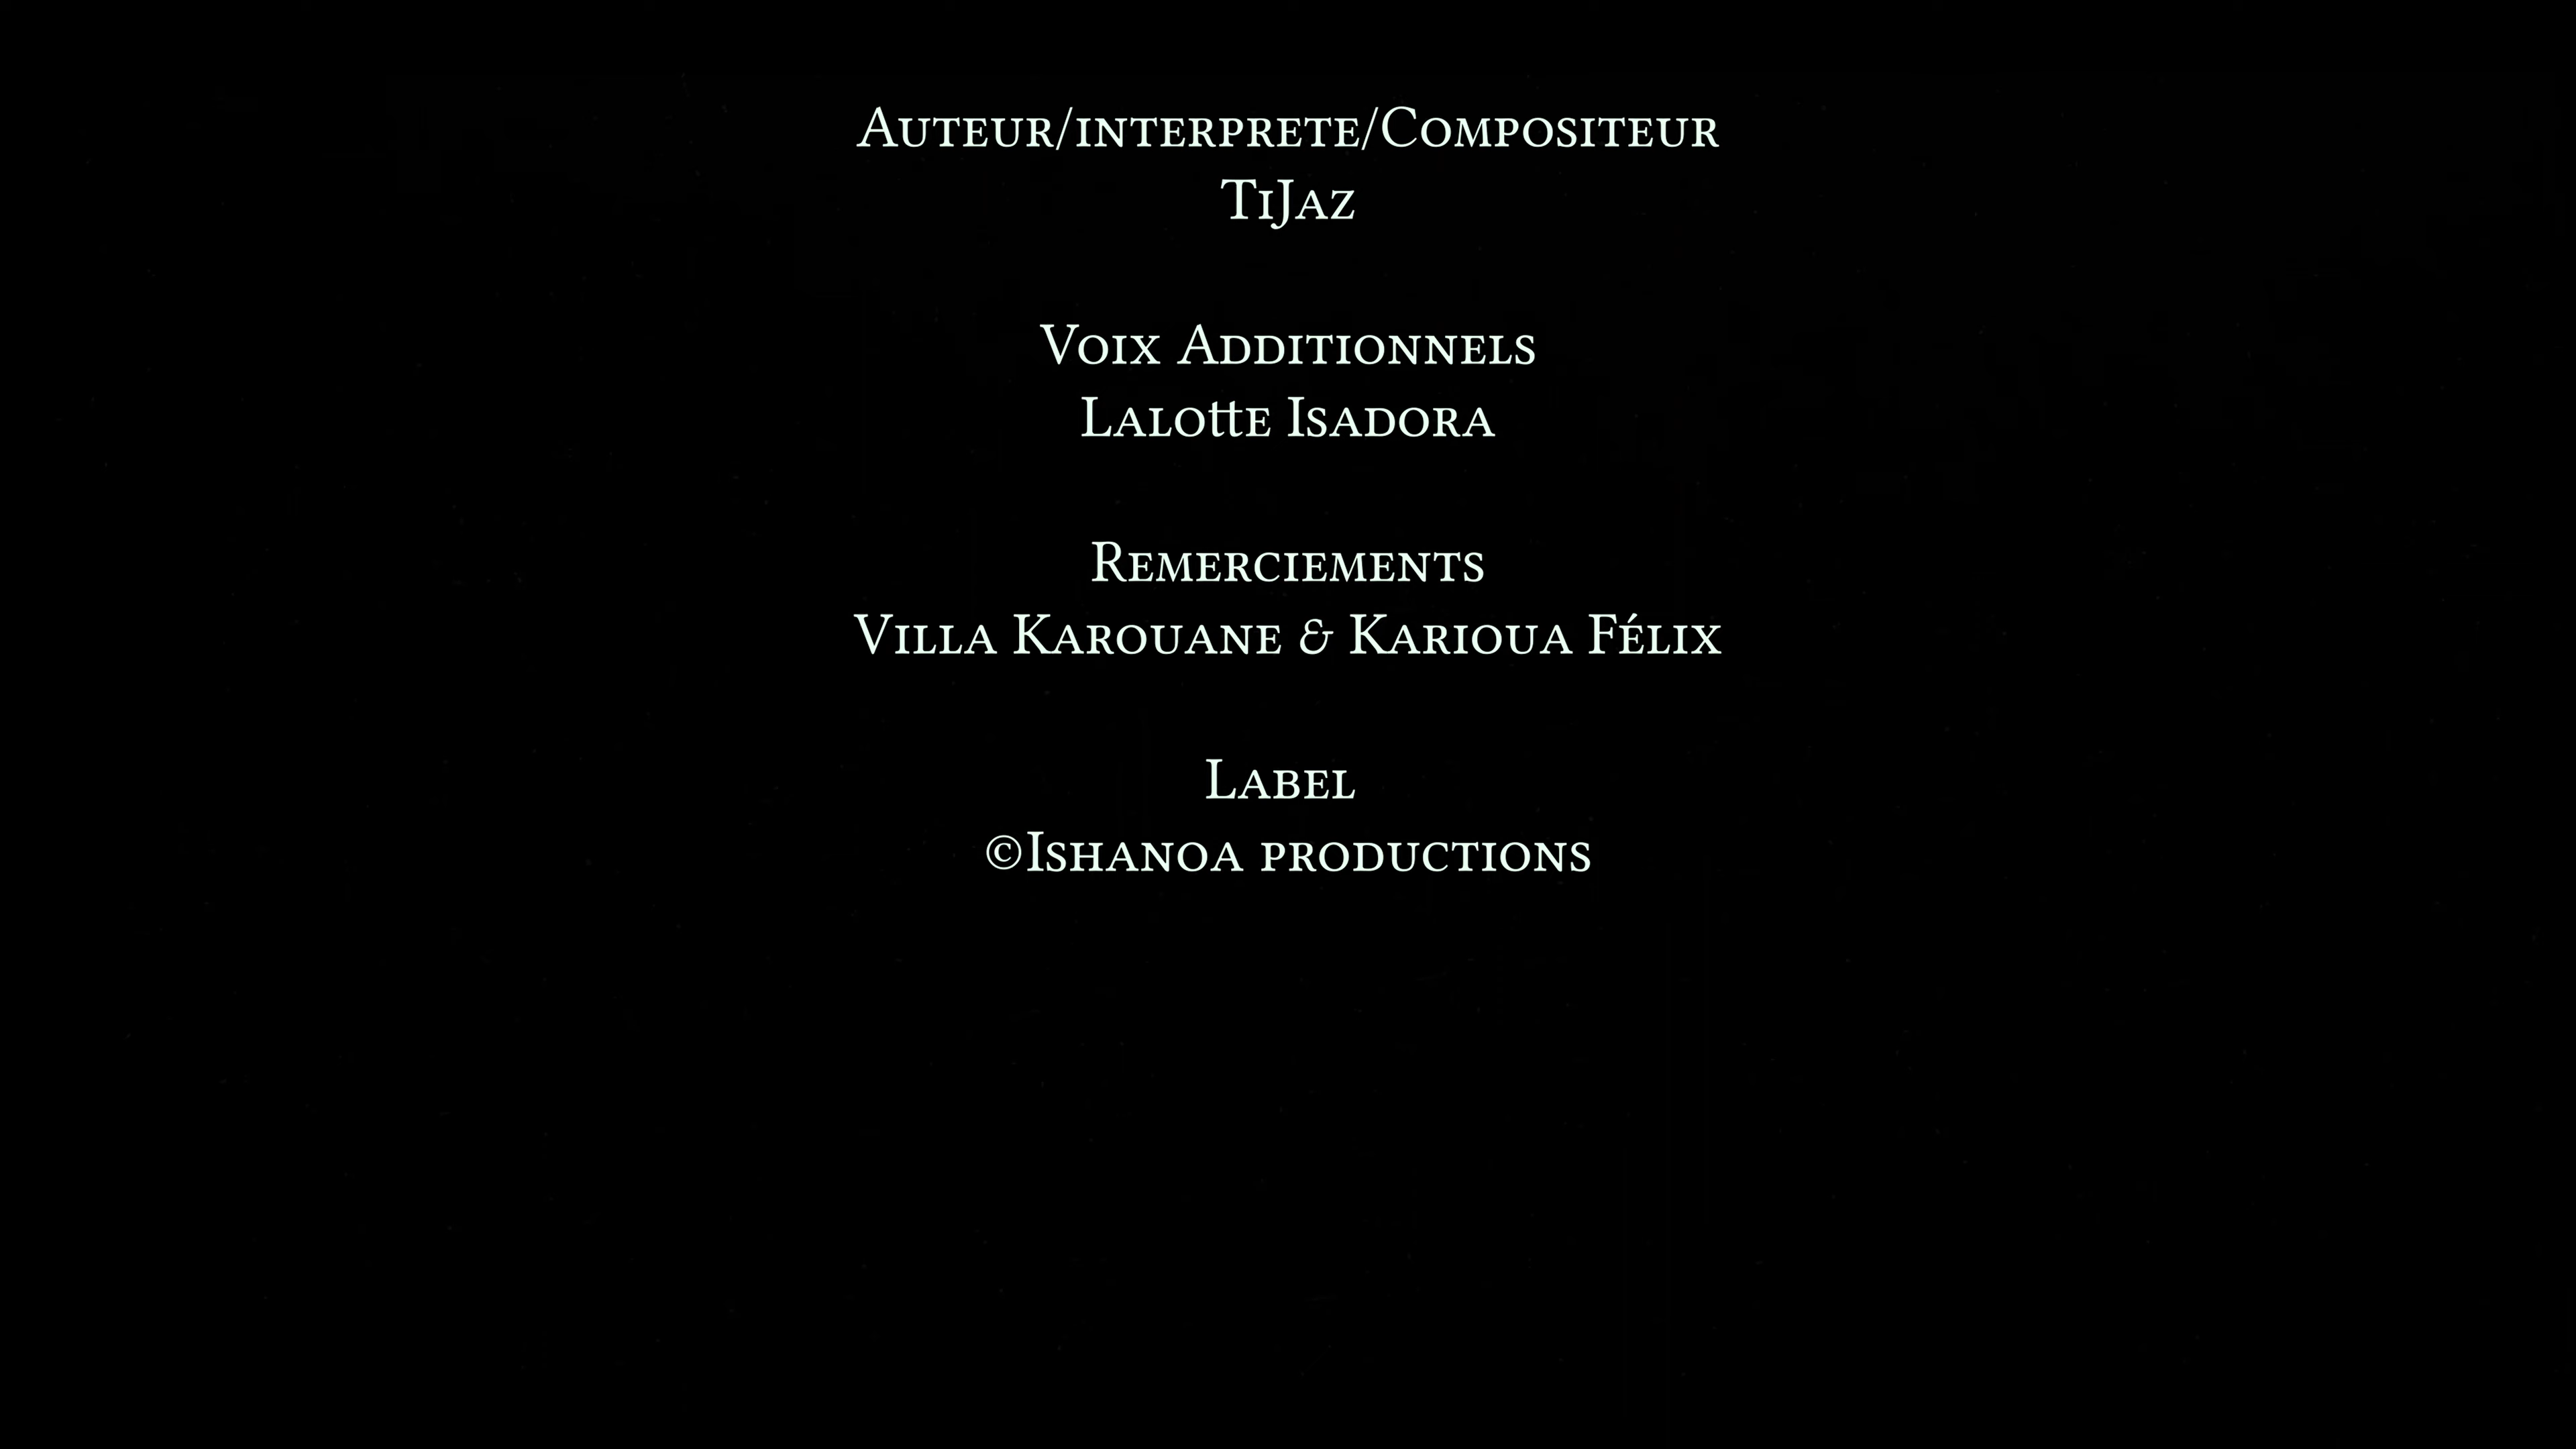 Auteur/interprete/Compositeur
TiJaz
Voix Additionnels
Lalotte Isadora
Remerciements
Villa Karouane & Karioua Félix
Label
©Ishanoa productions